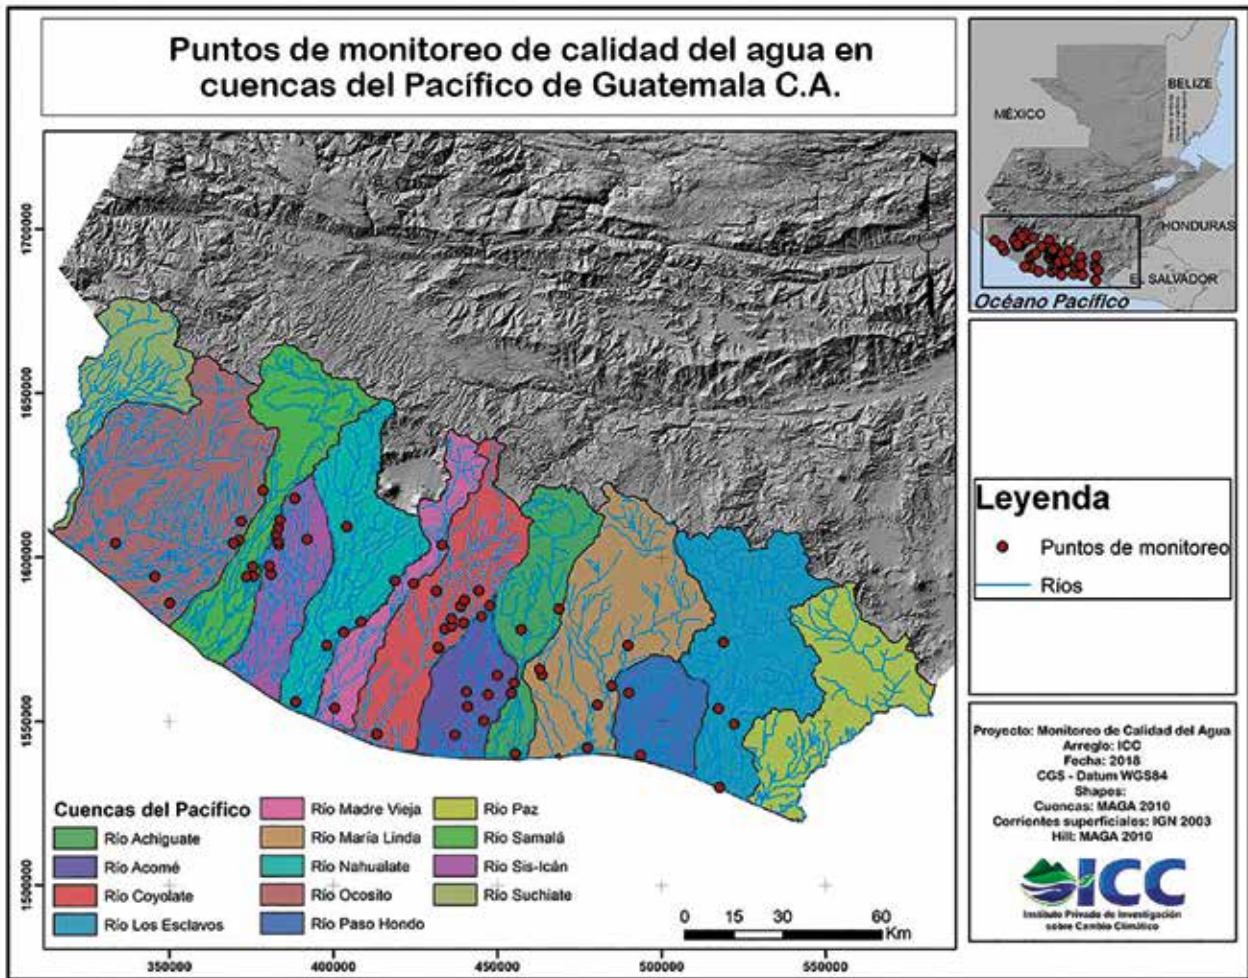 Puntos de monitoreo de calidad del agua en
cuencas del Pacífico de Guatemala C.A.
MÉXICO
BELIZE
HONDURAS
EL SALVADOR
Océano Pacífico
1700000
1650000
1600000
1550000
1500000
350000
400000
450000
500000
550000
Cuencas del Pacífico
Río Achiguate
Río Acomé
Río Coyolate
Río Los Esclavos
Río Madre Vieja
Río María Linda
Río Nahualate
Río Ocosito
Río Paso Hondo
Río Paz
Río Samalá
Río Sis-Icán
Río Suchiate
0 15 30 60
Km
Leyenda
Puntos de monitoreo
Ríos
Proyecto: Monitoreo de Calidad del Agua
Arreglo: ICC
Fecha: 2018
CGS - Datum WGS84
Shapes:
Cuencas: MAGA 2010
Corrientes superficiales: IGN 2003
Hill: MAGA 2010
ICC
Instituto Privado de Investigación
sobre Cambio Climático